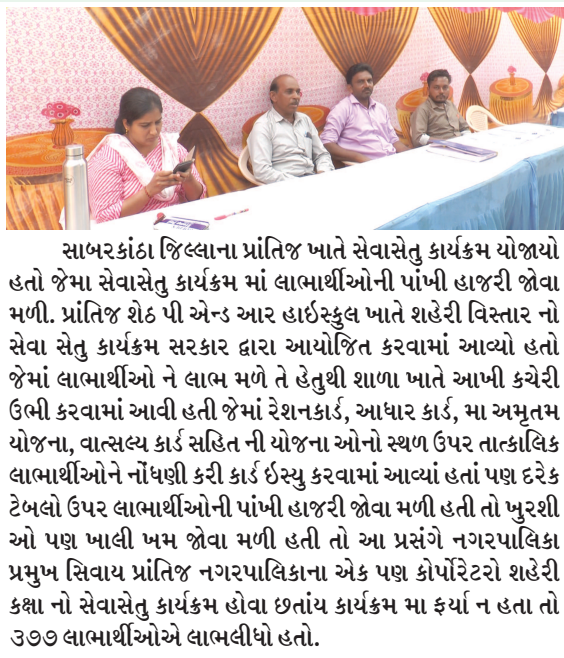 સાબરકાંઠા જિલ્લાના પ્રાંતિજ ખાતે સેવાસેતુ કાર્યક્રમ યોજાયો
હતો જેમા સેવાસેતુ કાર્યક્રમ માં લાભાર્થીઓની પાંખી હાજરી જોવા
મળી. પ્રાંતિજ શેઠ પી એન્ડ આર હાઇસ્કુલ ખાતે શહેરી વિસ્તાર નો
સેવા સેતુ કાર્યક્રમ સરકાર દ્વારા આયોજિત કરવામાં આવ્યો હતો
જેમાં લાભાર્થીઓ ને લાભ મળે તે હેતુથી શાળા ખાતે આખી કચેરી
ઉભી કરવામાં આવી હતી જેમાં રેશનકાર્ડ, આધાર કાર્ડ, મા અમૃતમ
યોજના, વાત્સલ્ય કાર્ડ સહિત ની યોજના ઓનો સ્થળ ઉપર તાત્કાલિક
લાભાર્થીઓને નોંધણી કરી કાર્ડ ઇસ્યુ કરવામાં આવ્યાં હતાં પણ દરેક
ટેબલો ઉપર લાભાર્થીઓની પાંખી હાજરી જોવા મળી હતી તો ખુરશી
ઓ પણ ખાલી ખમ જોવા મળી હતી તો આ પ્રસંગે નગરપાલિકા
પ્રમુખ સિવાય પ્રાંતિજ નગરપાલિકાના એક પણ કોર્પોરેટરો શહેરી
કક્ષા નો સેવાસેતુ કાર્યક્રમ હોવા છતાંય કાર્યક્રમ મા ફર્યા ન હતા તો
૩૭૭ લાભાર્થીઓએ લાભલીધો હતો.